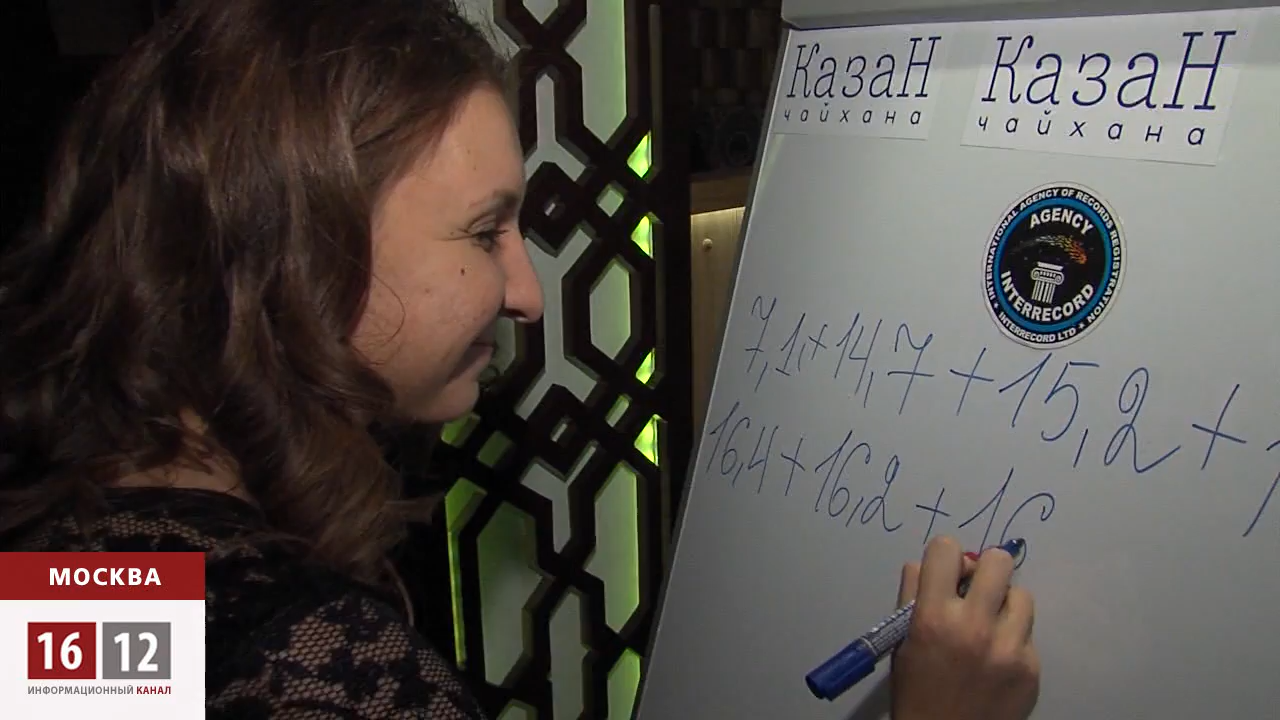 КазаН
чайхана
КазаН
чайхана
INTERNATIONAL AGENCY OF RECORDS REGISTRATION
AGENCY
INTERRECORD
INTERRECORD LTD
7,1+14,7+15,2+1
16,4+16,2+16
МОСКВА
16 12
ИНФОРМАЦИОННЫЙ КАНАЛ